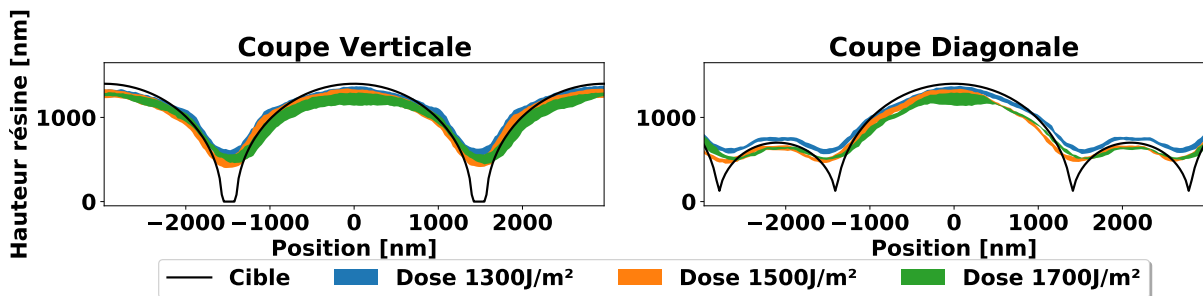 Coupe Verticale
Coupe Diagonale
Hauteur résine [nm]
1000
0
−2000 −1000 0 1000 2000
Position [nm]
1000
0
−2000 −1000 0 1000 2000
Position [nm]
Cible Dose 1300J/m² Dose 1500J/m² Dose 1700J/m²